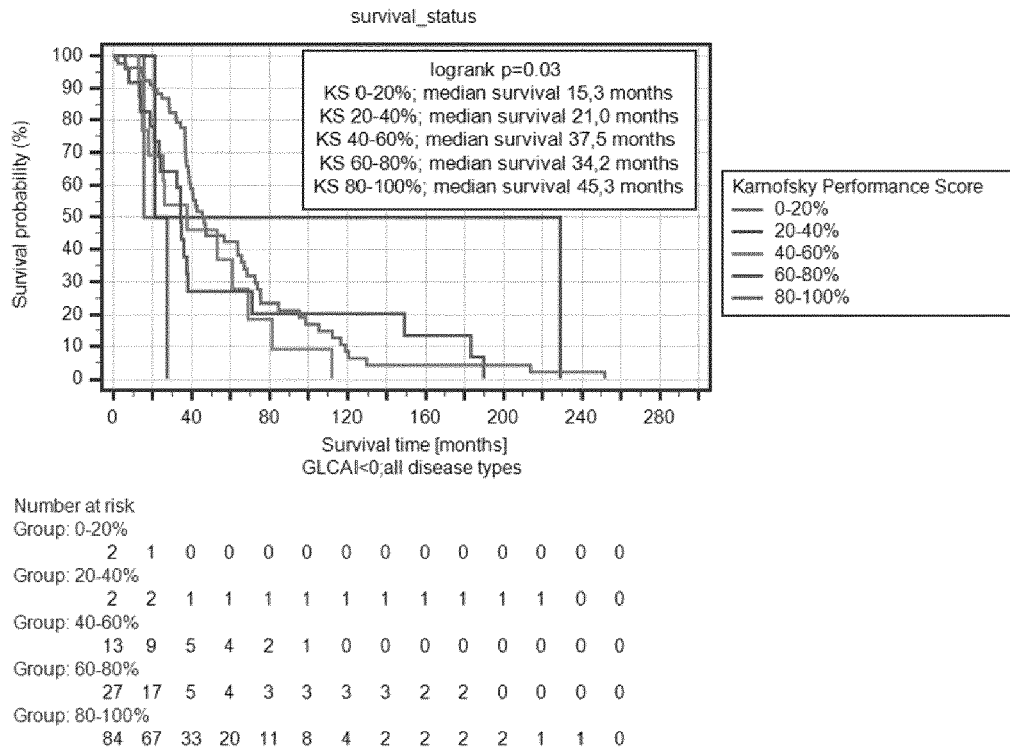 survival_status
100
90
80
70
60
50
40
30
20
10
0
Survival probability (%)
logrank p=0.03
KS 0-20%; median survival 15,3 months
KS 20-40%; median survival 21,0 months
KS 40-60%; median survival 37,5 months
KS 60-80%; median survival 34,2 months
KS 80-100%; median survival 45,3 months
Karnofsky Performance Score
0-20%
20-40%
40-60%
60-80%
80-100%
0 40 80 120 160 200 240 280
Survival time [months]
GLCAI<0;all disease types
Number at risk
Group: 0-20%
2 1 0 0 0 0 0 0 0 0 0 0 0 0
Group: 20-40%
2 2 1 1 1 1 1 1 1 1 1 1 0 0
Group: 40-60%
13 9 5 4 2 1 0 0 0 0 0 0 0 0
Group: 60-80%
27 17 5 4 3 3 3 3 2 2 0 0 0 0
Group: 80-100%
84 67 33 20 11 8 4 2 2 2 2 1 1 0